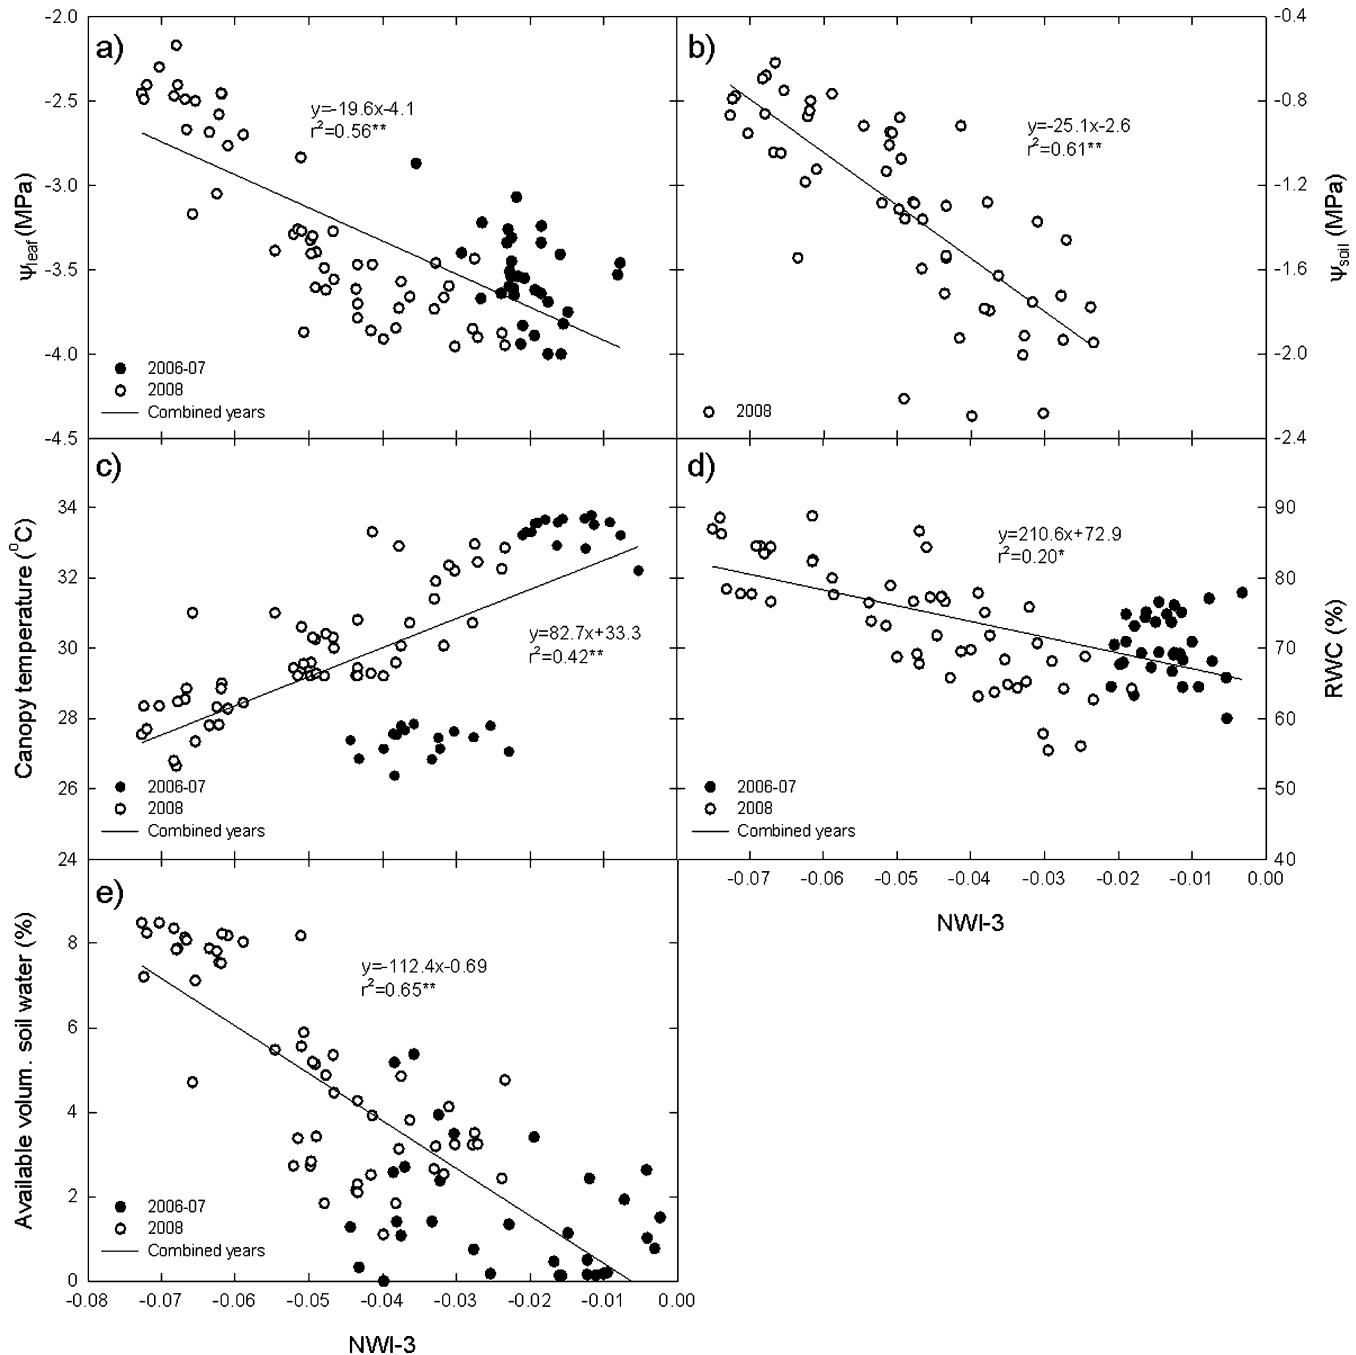 a)
-2.0
-2.5
-3.0
-3.5
-4.0
-4.5
ψleaf (MPa)
y=-19.6x-4.1
r²=0.56**
2006-07
2008
Combined years
b)
y=-25.1x-2.6
r²=0.61**
2008
-0.4
-0.8
-1.2
-1.6
-2.0
-2.4
ψsoil (MPa)
c)
34
32
30
28
26
24
Canopy temperature (⁰C)
y=82.7x+33.3
r²=0.42**
2006-07
2008
Combined years
d)
y=210.6x+72.9
r²=0.20*
2006-07
2008
Combined years
90
80
70
60
50
40
RWC (%)
-0.07 -0.06 -0.05 -0.04 -0.03 -0.02 -0.01 0.00
NWI-3
e)
8
6
4
2
0
Available volum. soil water (%)
y=-112.4x-0.69
r²=0.65**
2006-07
2008
Combined years
-0.08 -0.07 -0.06 -0.05 -0.04 -0.03 -0.02 -0.01 0.00
NWI-3